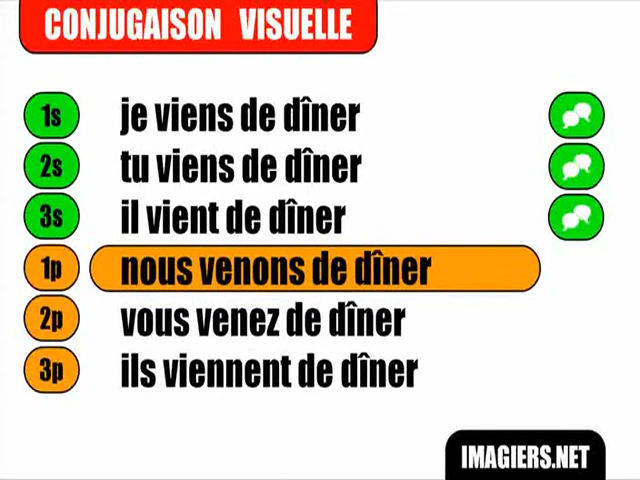 CONJUGAISON VISUELLE
1s je viens de dîner
2s tu viens de dîner
3s il vient de dîner
1p nous venons de dîner
2p vous venez de dîner
3p ils viennent de dîner
IMAGIERS.NET